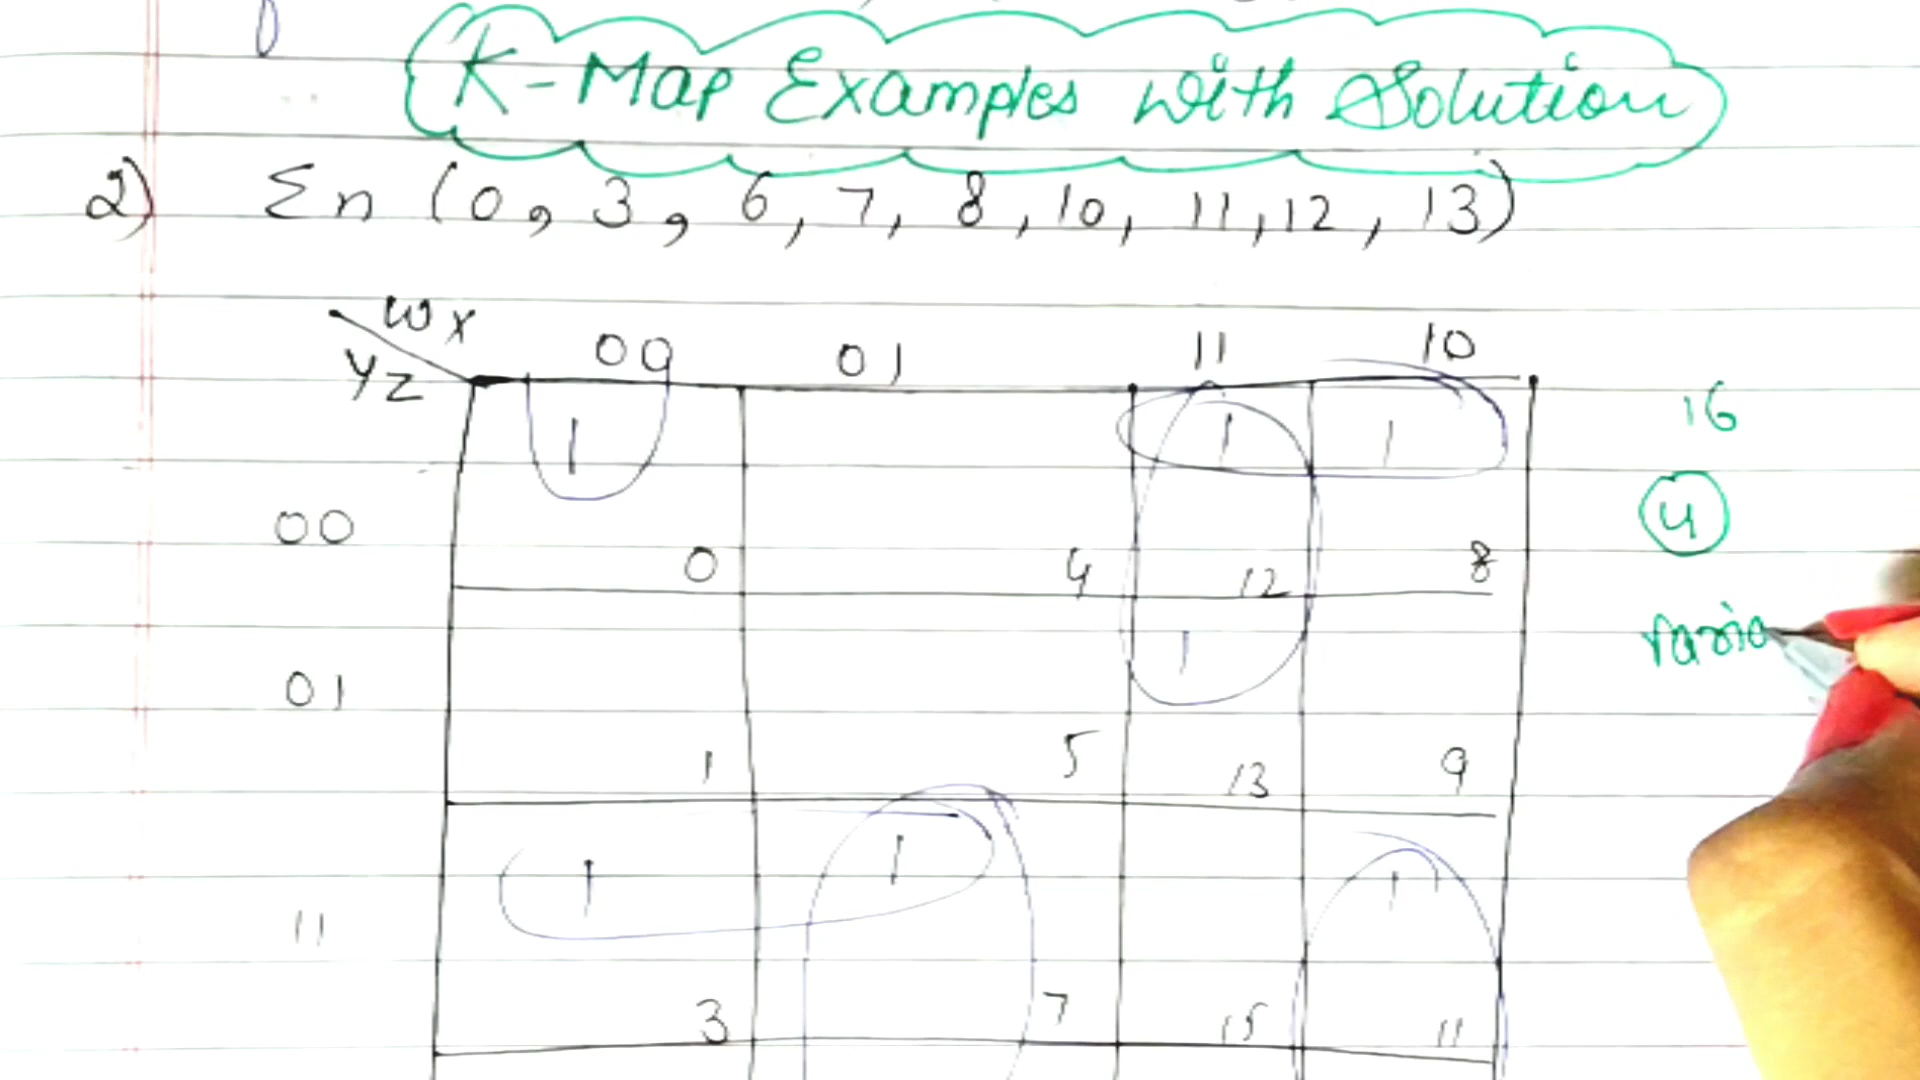 K-Map Examples with Solution
2) Σn (0, 3, 6, 7, 8, 10, 11, 12, 13)
wx
yz
00 01 11 10
16
1 1 1
4
00
0 4 12 8
1
01
1 5 13 9
1 1 1
11
3 7 15 11